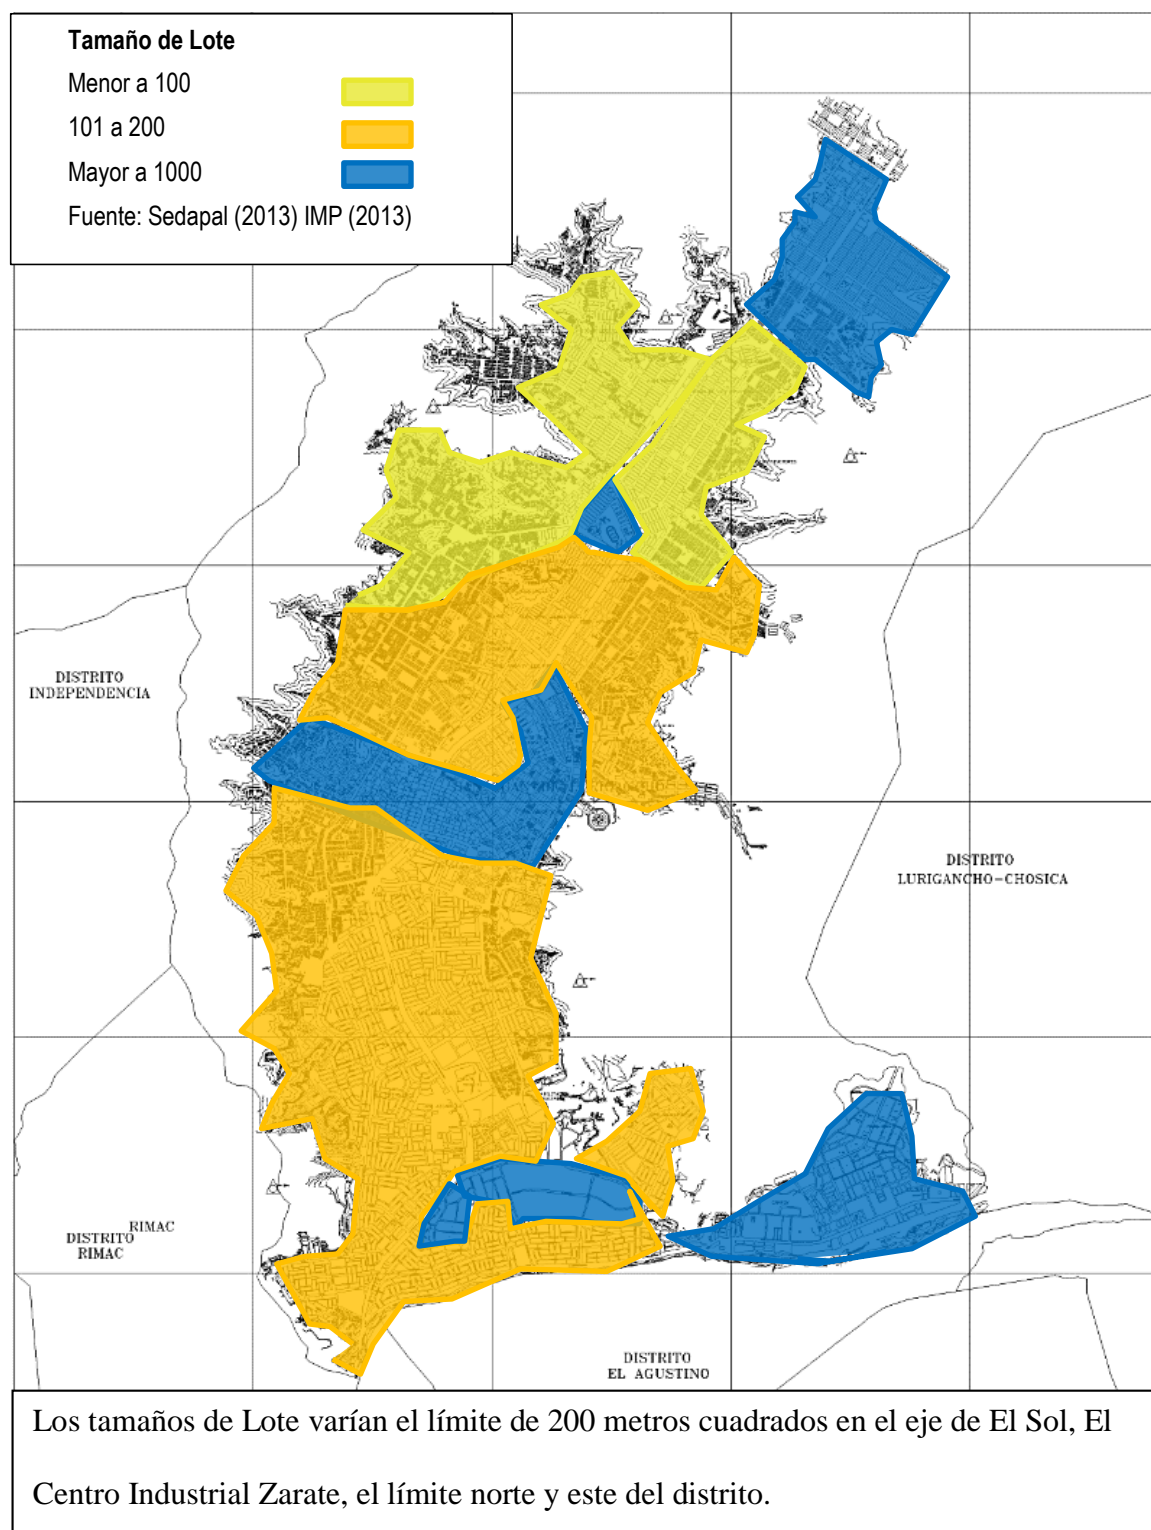 Tamaño de Lote
Menor a 100
101 a 200
Mayor a 1000
Fuente: Sedapal (2013) IMP (2013)
DISTRITO
INDEPENDENCIA
DISTRITO
LURIGANCHO-CHOSICA
RIMAC
DISTRITO
RIMAC
DISTRITO
EL AGUSTINO
Los tamaños de Lote varían el límite de 200 metros cuadrados en el eje de El Sol, El
Centro Industrial Zarate, el límite norte y este del distrito.